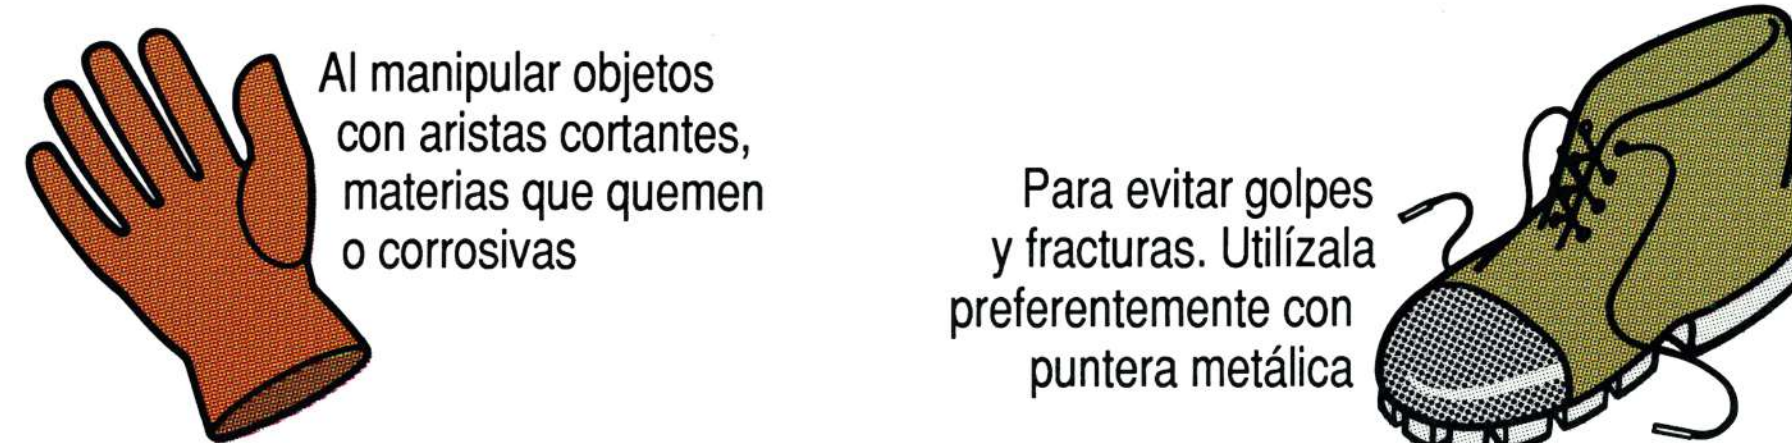 Al manipular objetos
con aristas cortantes,
materias que quemen
o corrosivas
Para evitar golpes
y fracturas. Utilízala
preferentemente con
puntera metálica